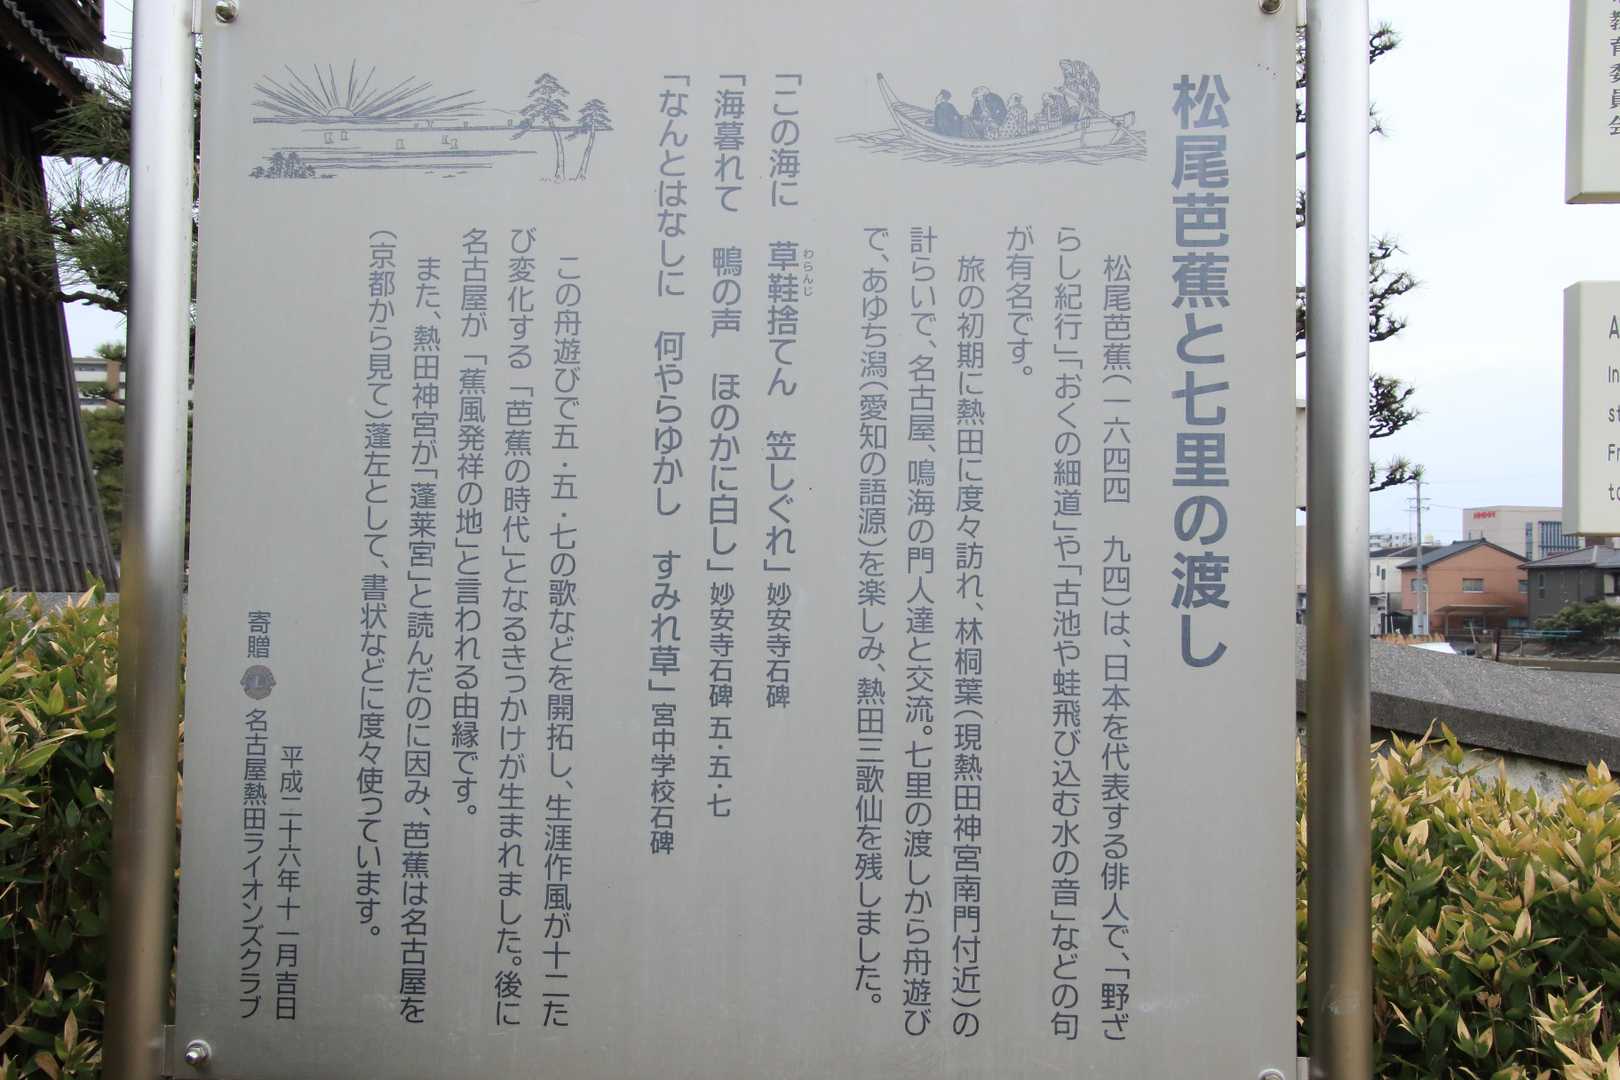 松尾芭蕉と七里の渡し
松尾芭蕉(一六四四 九四)は、日本を代表する俳人で、「野ざ
らし紀行」「おくの細道」や「古池や蛙飛び込む水の音」などの句
が有名です。
旅の初期に熱田に度々訪れ、林桐葉(現熱田神宮南門付近)の
計らいで、名古屋、鳴海の門人達と交流。七里の渡しから舟遊び
で、あゆち潟(愛知の語源)を楽しみ、熱田三歌仙を残しました。
「この海に 草鞋捨てん 笠しぐれ」妙安寺石碑
わらんじ
「海暮れて 鴨の声 ほのかに白し」妙安寺石碑 五・五・七
「なんとはなしに 何やらゆかし すみれ草」宮中学校石碑
この舟遊びで五・五・七の歌などを開拓し、生涯作風が十二た
び変化する「芭蕉の時代」となるきっかけが生まれました。後に
名古屋が「蕉風発祥の地」と言われる由縁です。
また、熱田神宮が「蓬莱宮」と読んだのに因み、芭蕉は名古屋を
(京都から見て)蓬左として、書状などに度々使っています。
平成二十六年十一月吉日
寄贈 名古屋熱田ライオンズクラブ
教育委員会
A
In
st
Fr
to